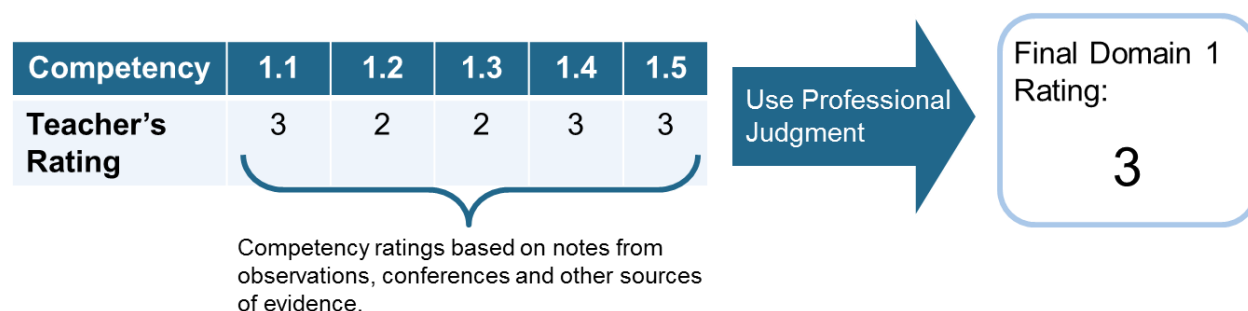 Competency 1.1 1.2 1.3 1.4 1.5
Teacher's 3 2 2 3 3
Rating
Competency ratings based on notes from
observations, conferences and other sources
of evidence.
Use Professional
Judgment
Final Domain 1
Rating:
3